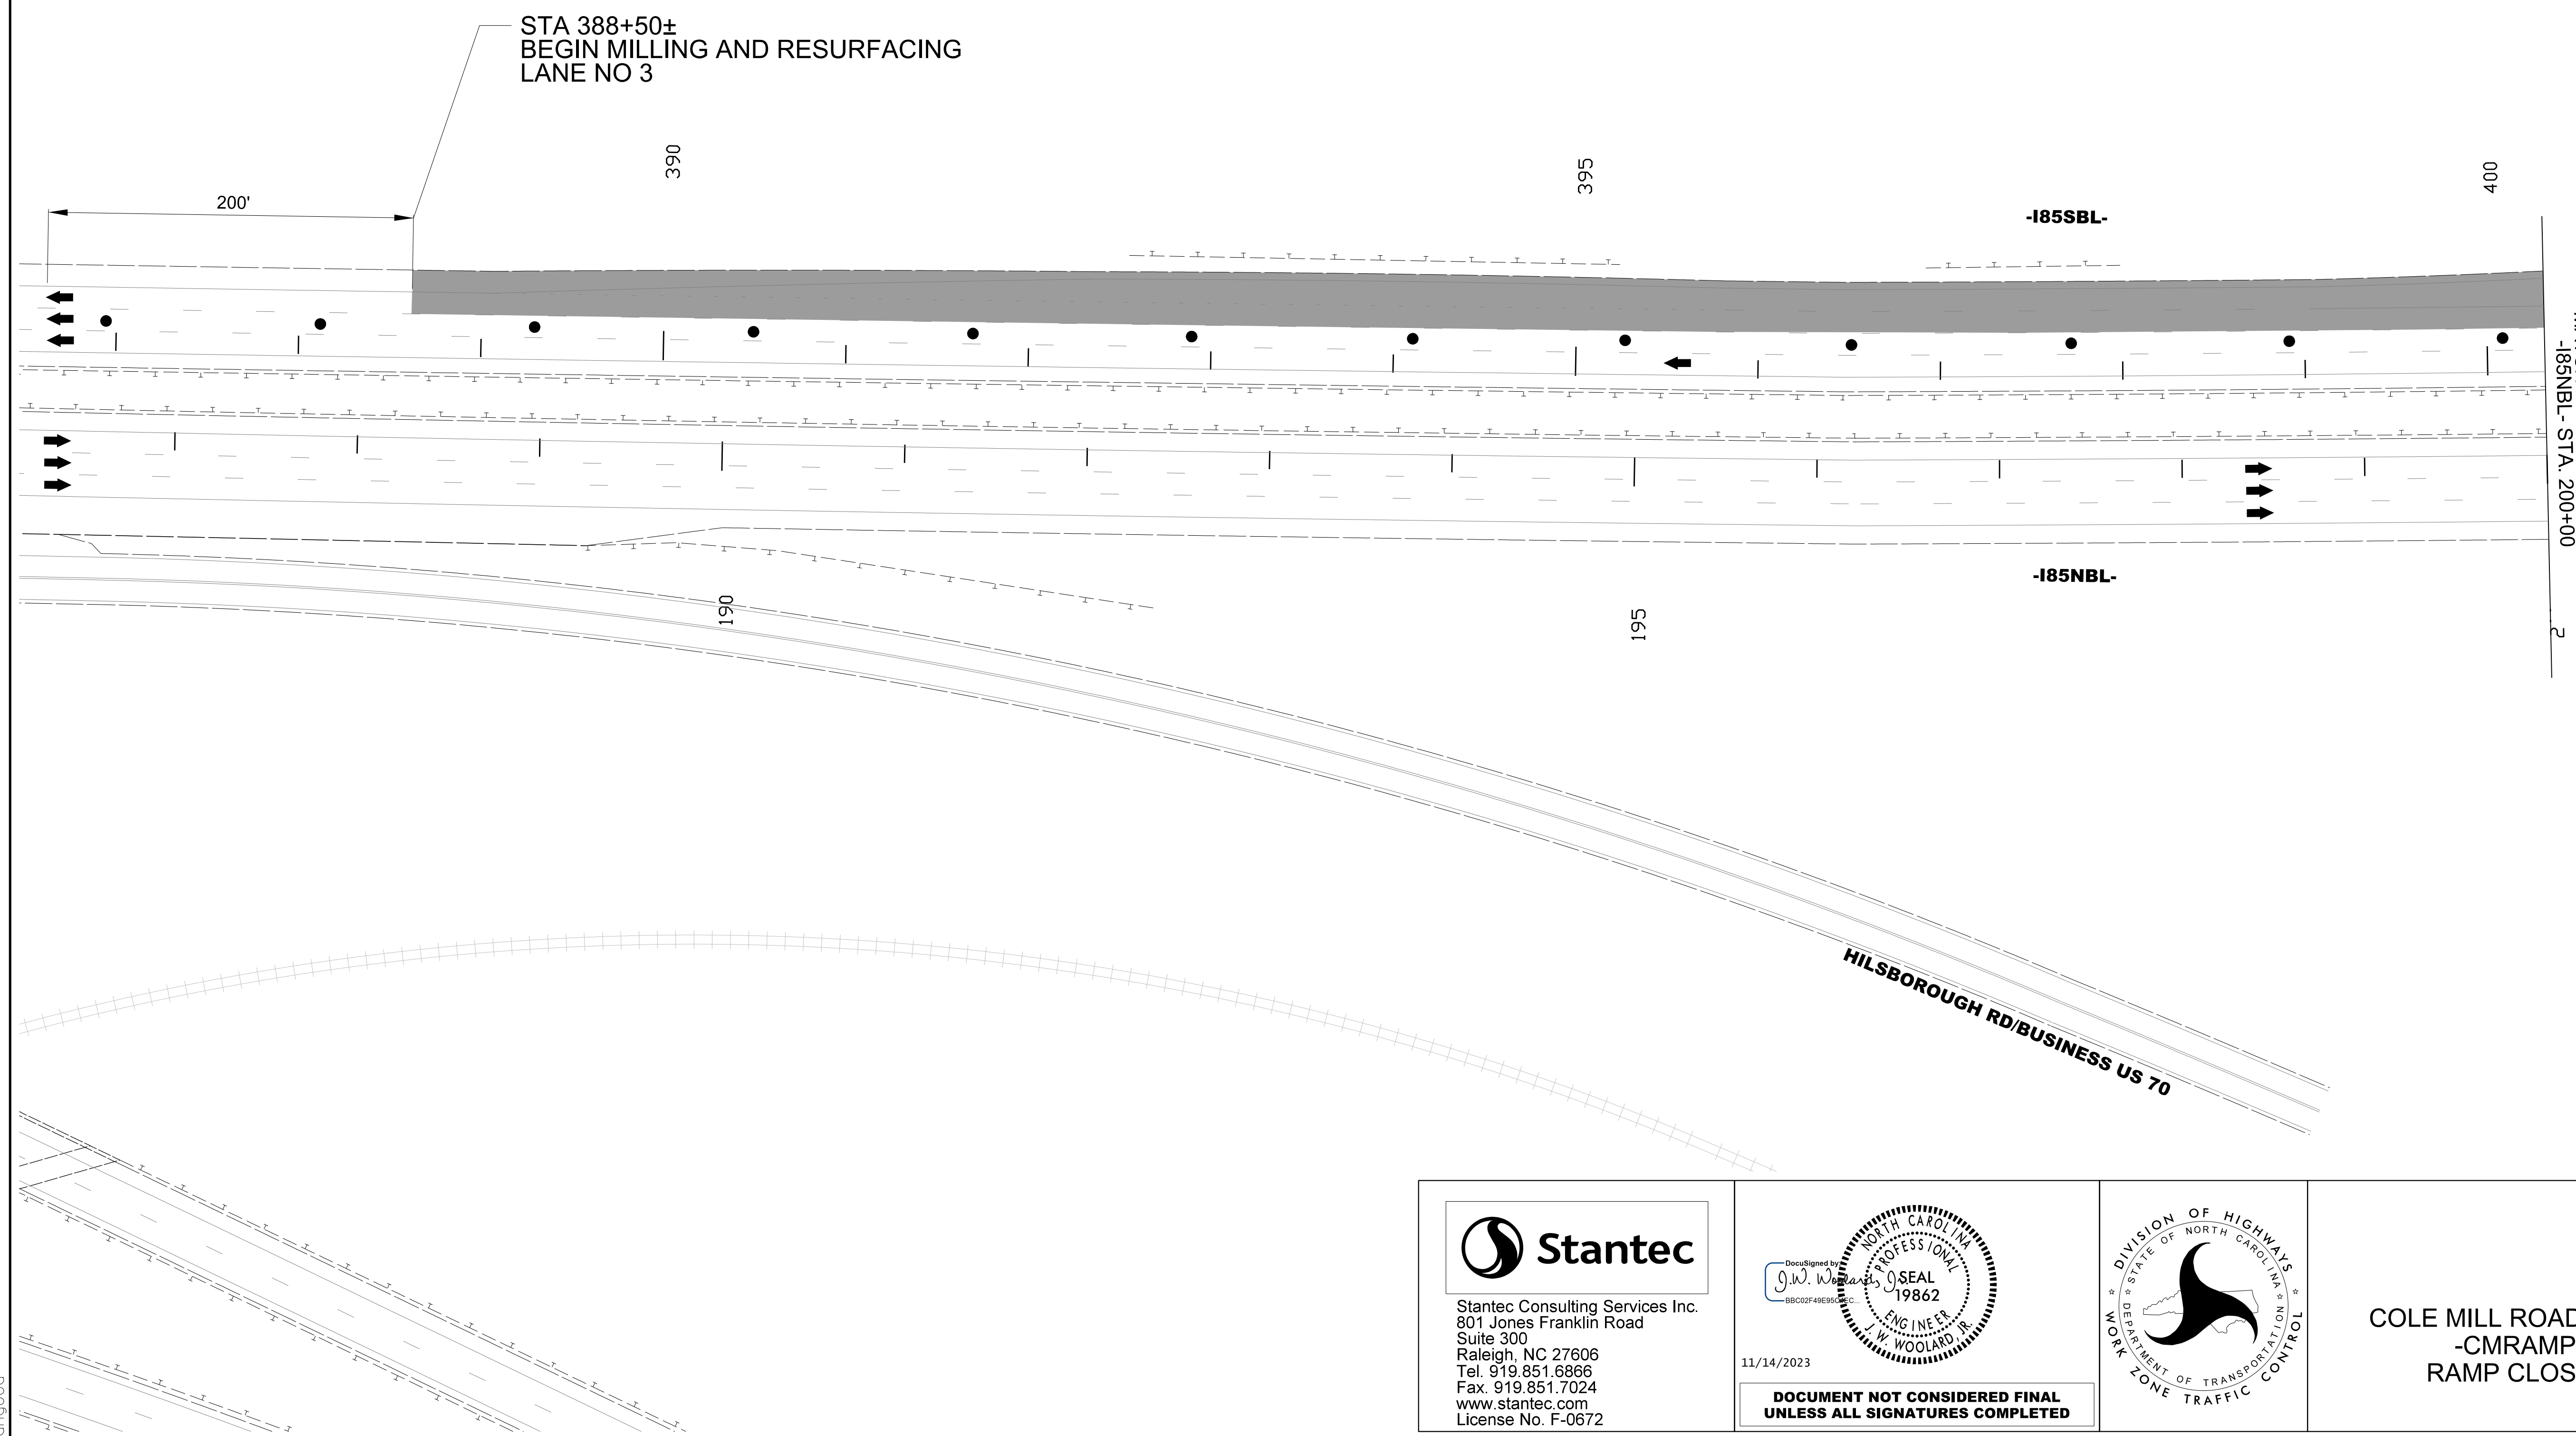 STA 388+50±
BEGIN MILLING AND RESURFACING
LANE NO 3
200'
390
395
400
-I85SBL-
-I85NBL- STA. 200+00
-I85NBL-
190
195
HILSBOROUGH RD/BUSINESS US 70
Stantec
Stantec Consulting Services Inc.
801 Jones Franklin Road
Suite 300
Raleigh, NC 27606
Tel. 919.851.6866
Fax. 919.851.7024
www.stantec.com
License No. F-0672
DocuSigned by:
J.W. Woolard, Jr.
NORTH CAROLINA
PROFESSIONAL
SEAL
19862
ENGINEER
J. W. WOOLARD, JR.
11/14/2023
DOCUMENT NOT CONSIDERED FINAL
UNLESS ALL SIGNATURES COMPLETED
DIVISION OF HIGHWAYS
STATE OF NORTH CAROLINA
DEPARTMENT OF TRANSPORTATION
WORK ZONE TRAFFIC CONTROL
COLE MILL ROAD
-CMRAMP
RAMP CLOS